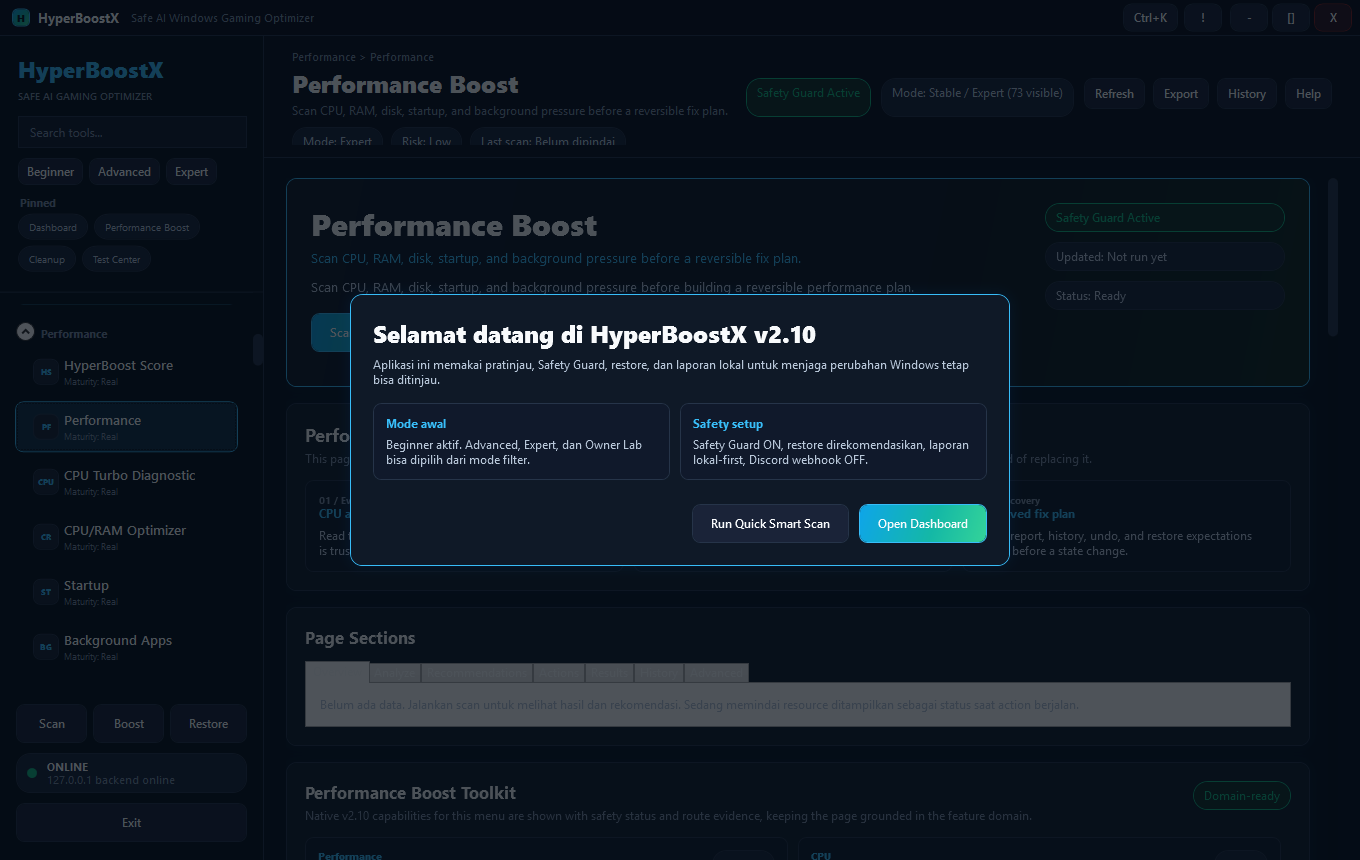 H HyperBoostX Safe AI Windows Gaming Optimizer
Ctrl+K ! - [] X
HyperBoostX
SAFE AI GAMING OPTIMIZER
Search tools...
Beginner Advanced Expert
Pinned
Dashboard Performance Boost
Cleanup Test Center
Performance
HS HyperBoost Score
Maturity: Real
PF Performance
Maturity: Real
CPU CPU Turbo Diagnostic
Maturity: Real
CR CPU/RAM Optimizer
Maturity: Real
ST Startup
Maturity: Real
BG Background Apps
Maturity: Real
Scan Boost Restore
ONLINE
127.0.0.1 backend online
Exit
Performance > Performance
Performance Boost
Scan CPU, RAM, disk, startup, and background pressure before a reversible fix plan.
Mode: Expert Risk: Low Last scan: Belum dipindai
Safety Guard Active Mode: Stable / Expert (73 visible) Refresh Export History Help
Performance Boost
Scan CPU, RAM, disk, startup, and background pressure before a reversible fix plan.
Scan CPU, RAM, disk, startup, and background pressure before building a reversible performance plan.
Safety Guard Active
Updated: Not run yet
Status: Ready
Selamat datang di HyperBoostX v2.10
Aplikasi ini memakai pratinjau, Safety Guard, restore, dan laporan lokal untuk menjaga perubahan Windows tetap
bisa ditinjau.
Mode awal
Beginner aktif. Advanced, Expert, dan Owner Lab
bisa dipilih dari mode filter.
Safety setup
Safety Guard ON, restore direkomendasikan, laporan
lokal-first, Discord webhook OFF.
Run Quick Smart Scan Open Dashboard
of replacing it.
fix plan
report, history, undo, and restore expectations
before a state change.
Page Sections
Belum ada data. Jalankan scan untuk melihat hasil dan rekomendasi. Sedang memindai resource ditampilkan sebagai status saat action berjalan.
Performance Boost Toolkit
Native v2.10 capabilities for this menu are shown with safety status and route evidence, keeping the page grounded in the feature domain.
Domain-ready
Performance CPU